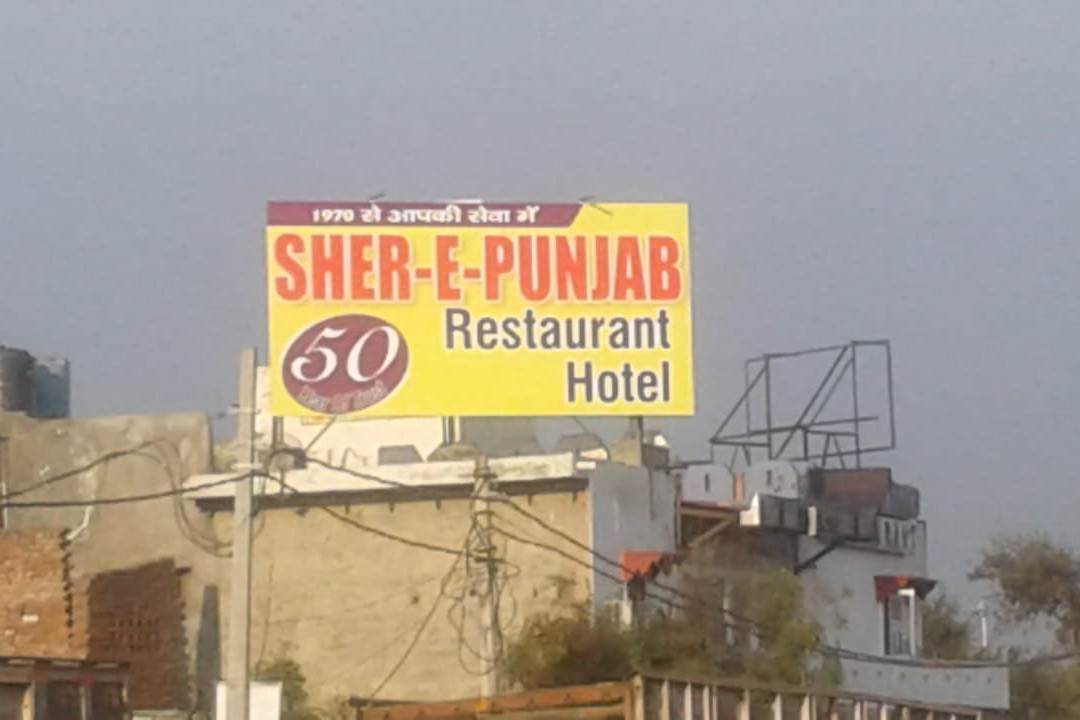 1970 से आपकी सेवा में
SHER-E-PUNJAB
50
Restaurant
Hotel